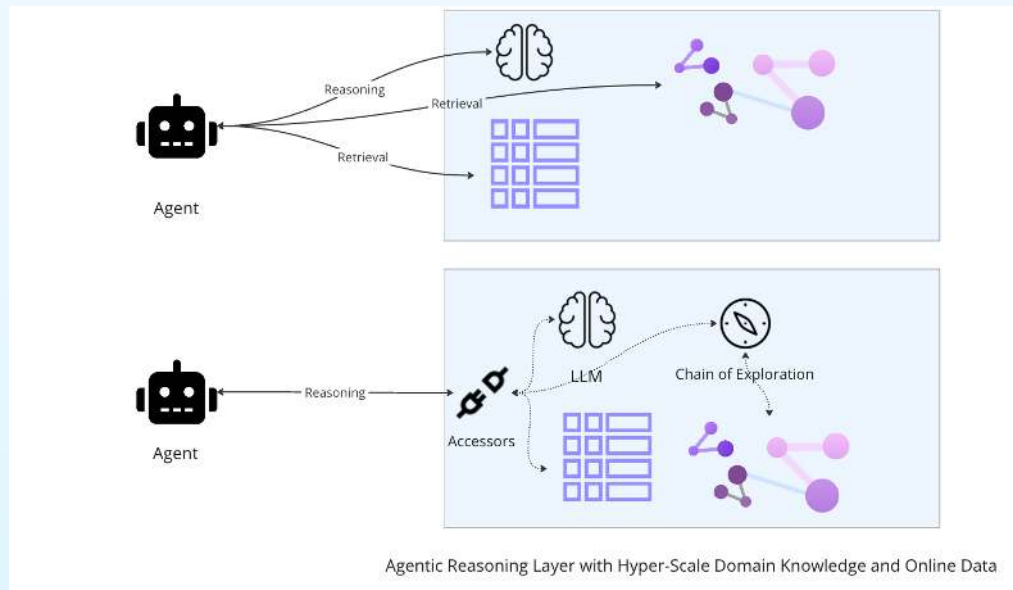 Reasoning
Retrieval
Retrieval
Agent
LLM
Chain of Exploration
Reasoning
Accessors
Agent
Agentic Reasoning Layer with Hyper-Scale Domain Knowledge and Online Data